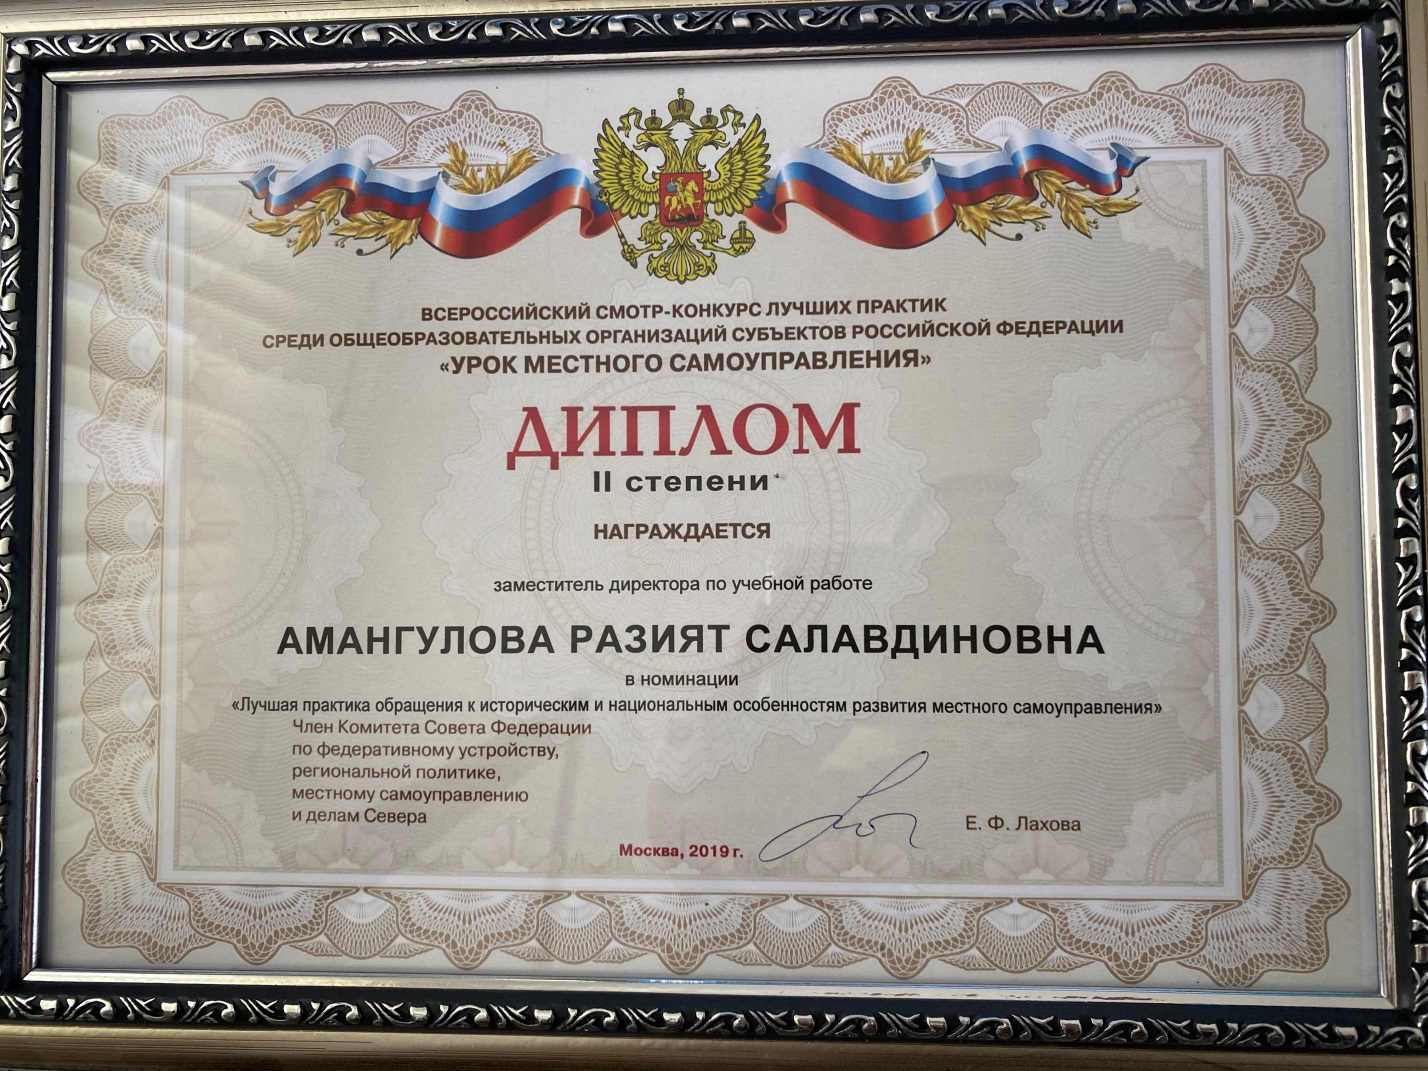 ВСЕРОССИЙСКИЙ СМОТР-КОНКУРС ЛУЧШИХ ПРАКТИК
СРЕДИ ОБЩЕОБРАЗОВАТЕЛЬНЫХ ОРГАНИЗАЦИЙ СУБЪЕКТОВ РОССИЙСКОЙ ФЕДЕРАЦИИ
«УРОК МЕСТНОГО САМОУПРАВЛЕНИЯ»
ДИПЛОМ
II степени
НАГРАЖДАЕТСЯ
заместитель директора по учебной работе
АМАНГУЛОВА РАЗИЯТ САЛАВДИНОВНА
в номинации
«Лучшая практика обращения к историческим и национальным особенностям развития местного самоуправления»
Член Комитета Совета Федерации
по федеративному устройству,
региональной политике,
местному самоуправлению
и делам Севера
Е. Ф. Лахова
Москва, 2019 г.